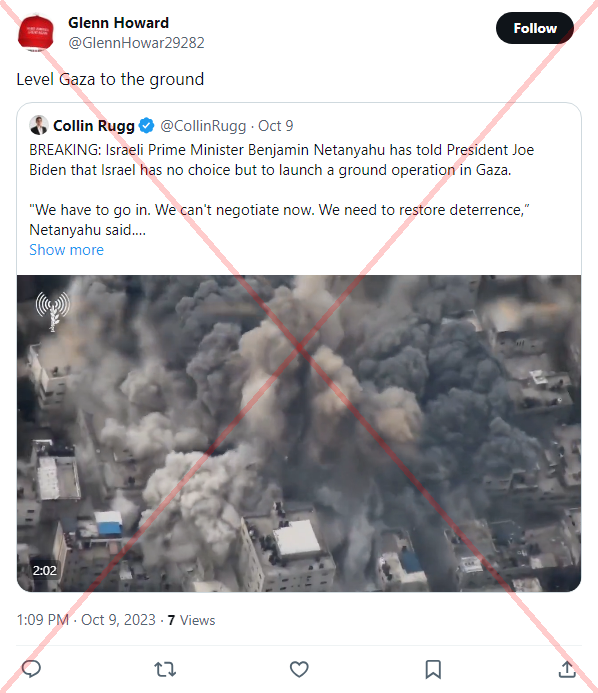 Glenn Howard
@GlennHowar29282
Follow
Level Gaza to the ground
Collin Rugg @CollinRugg · Oct 9
BREAKING: Israeli Prime Minister Benjamin Netanyahu has told President Joe
Biden that Israel has no choice but to launch a ground operation in Gaza.
"We have to go in. We can't negotiate now. We need to restore deterrence,”
Netanyahu said....
Show more
2:02
1:09 PM · Oct 9, 2023 · 7 Views